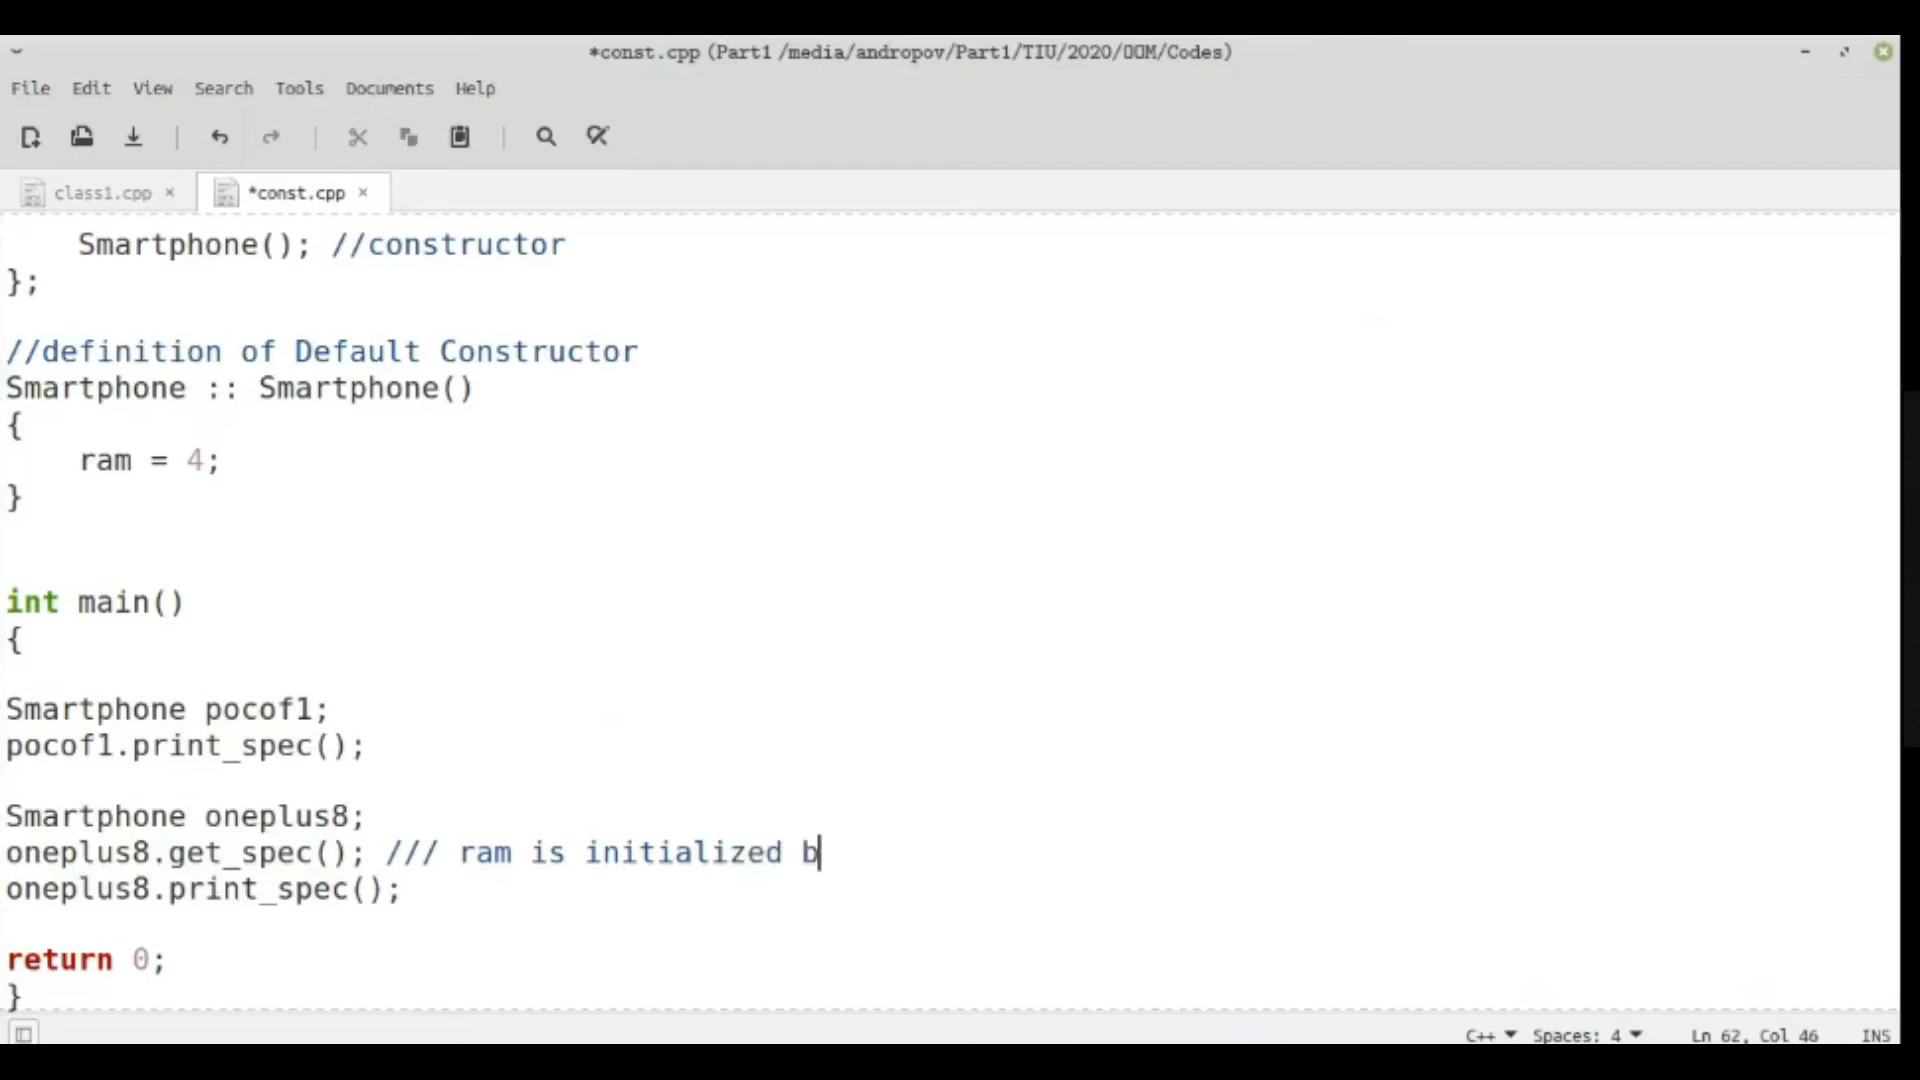 *const.cpp (Part1 /media/andropov/Part1/TIU/2020/OOM/Codes)
File Edit View Search Tools Documents Help
class1.cpp × *const.cpp ×
Smartphone(); //constructor
};
//definition of Default Constructor
Smartphone :: Smartphone()
{
ram = 4;
}
int main()
{
Smartphone pocof1;
pocof1.print_spec();
Smartphone oneplus8;
oneplus8.get_spec(); /// ram is initialized b
oneplus8.print_spec();
return 0;
}
C++ Spaces: 4 Ln 62, Col 46 INS